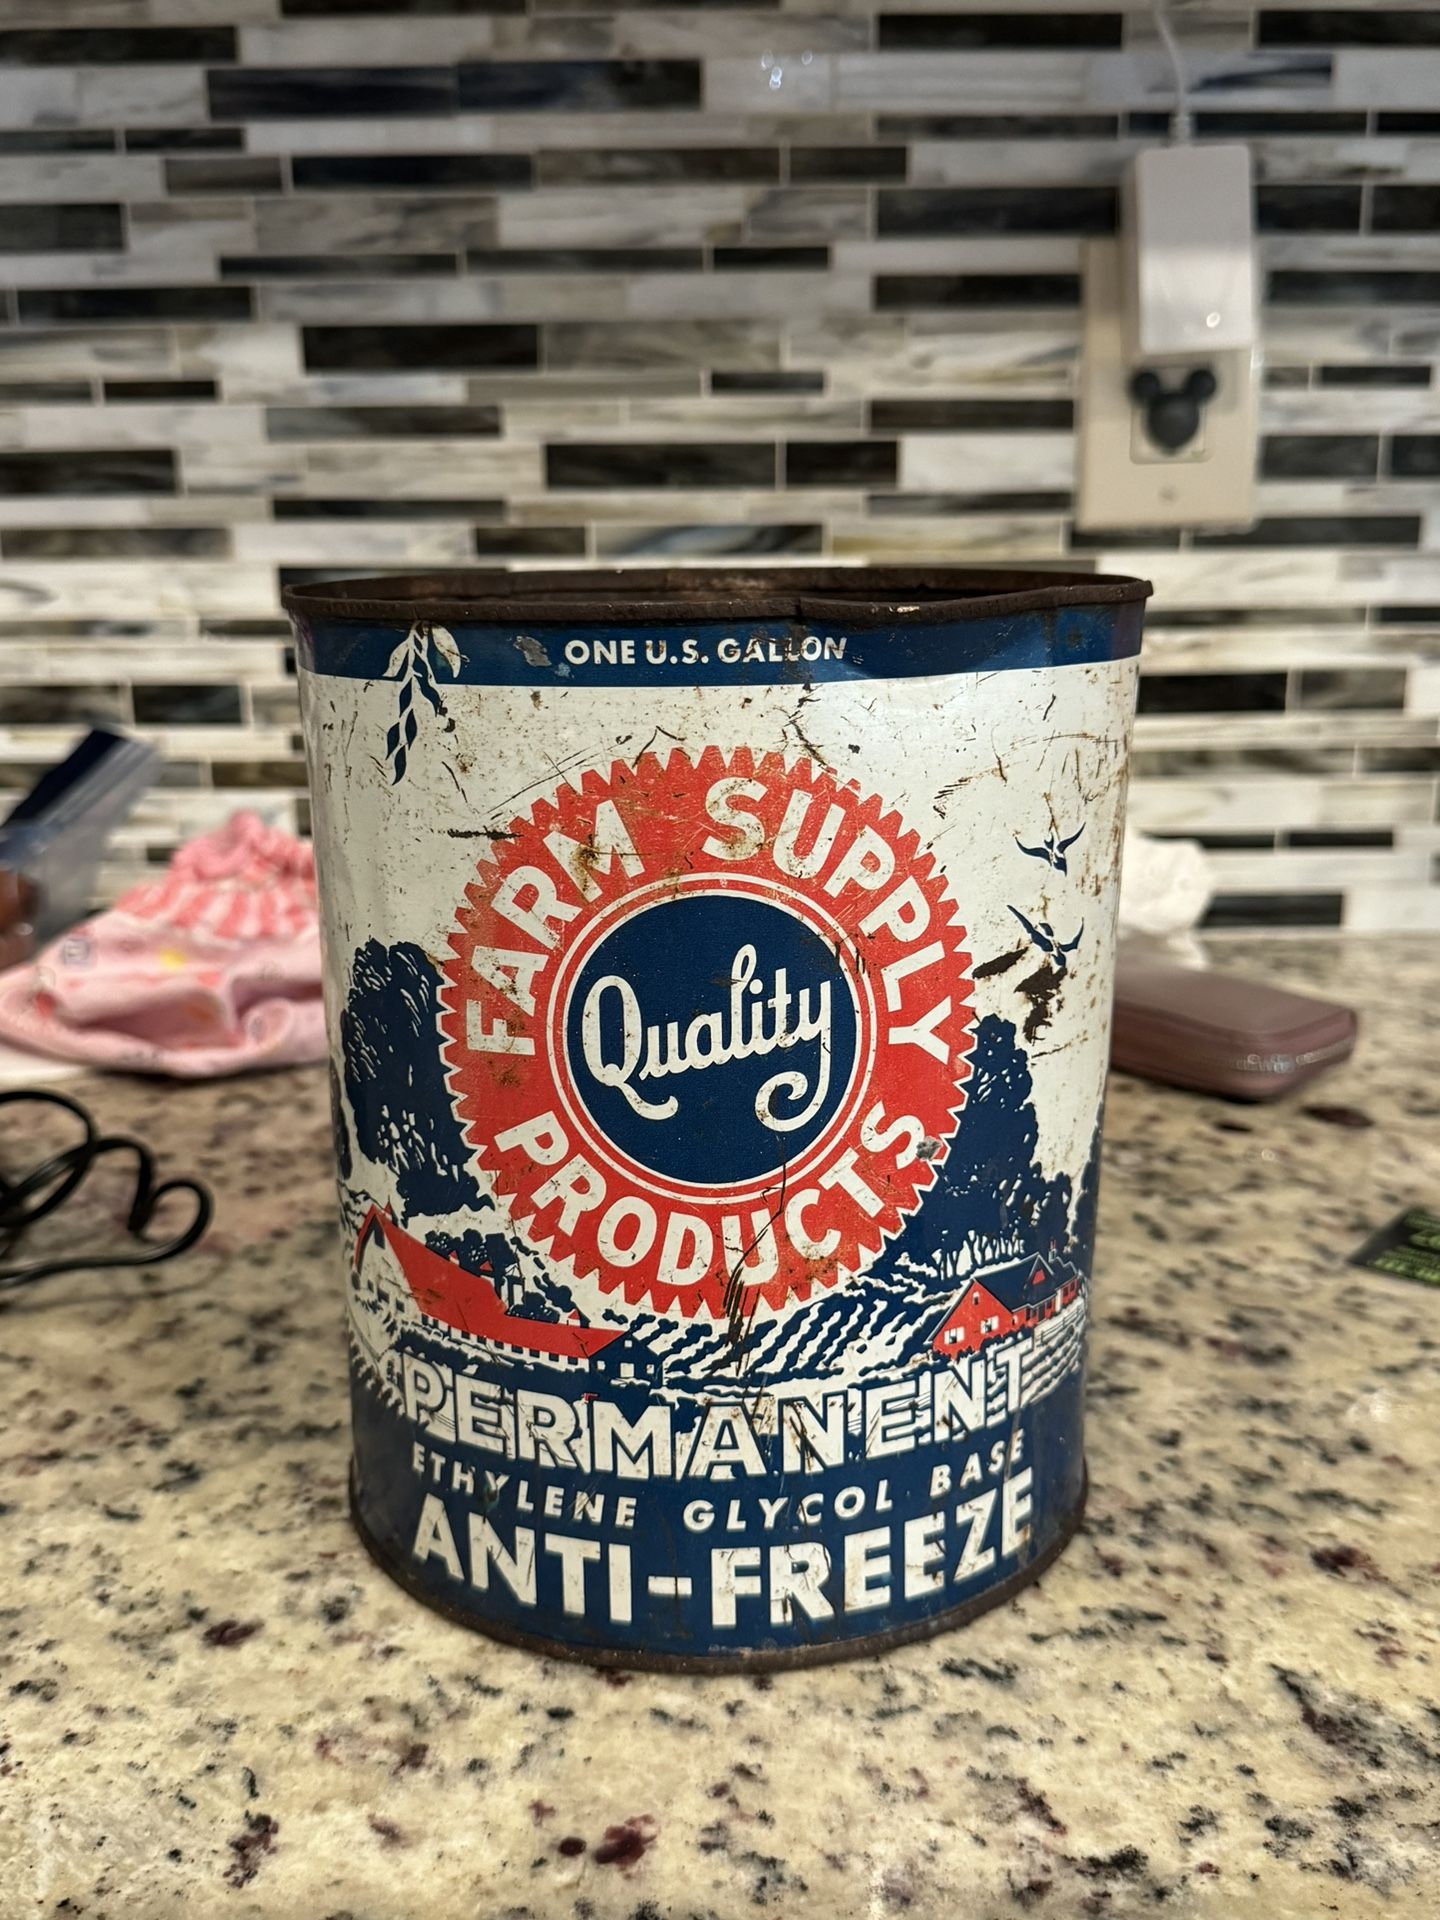 ONE U.S. GALLON
FARM SUPPLY
Quality
PRODUCTS
PERMANENT
ETHYLENE GLYCOL BASE
ANTI-FREEZE